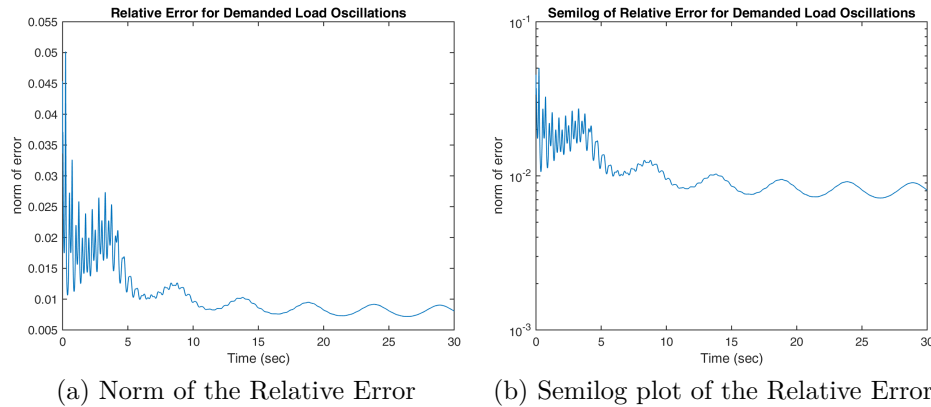 Relative Error for Demanded Load Oscillations
0.055
0.05
0.045
0.04
0.035
0.03
0.025
0.02
0.015
0.01
0.005
norm of error
0 5 10 15 20 25 30
Time (sec)
(a) Norm of the Relative Error
Semilog of Relative Error for Demanded Load Oscillations
10-1
10-2
10-3
norm of error
0 5 10 15 20 25 30
Time (sec)
(b) Semilog plot of the Relative Error